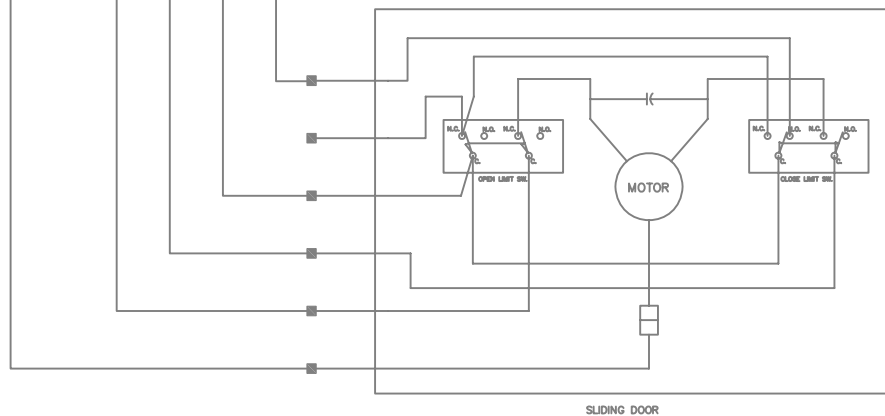 N.C. N.O. N.C. N.O.
C. C.
OPEN LIMIT SW.
MOTOR
N.C. N.O. N.C. N.O.
C. C.
CLOSE LIMIT SW.
SLIDING DOOR